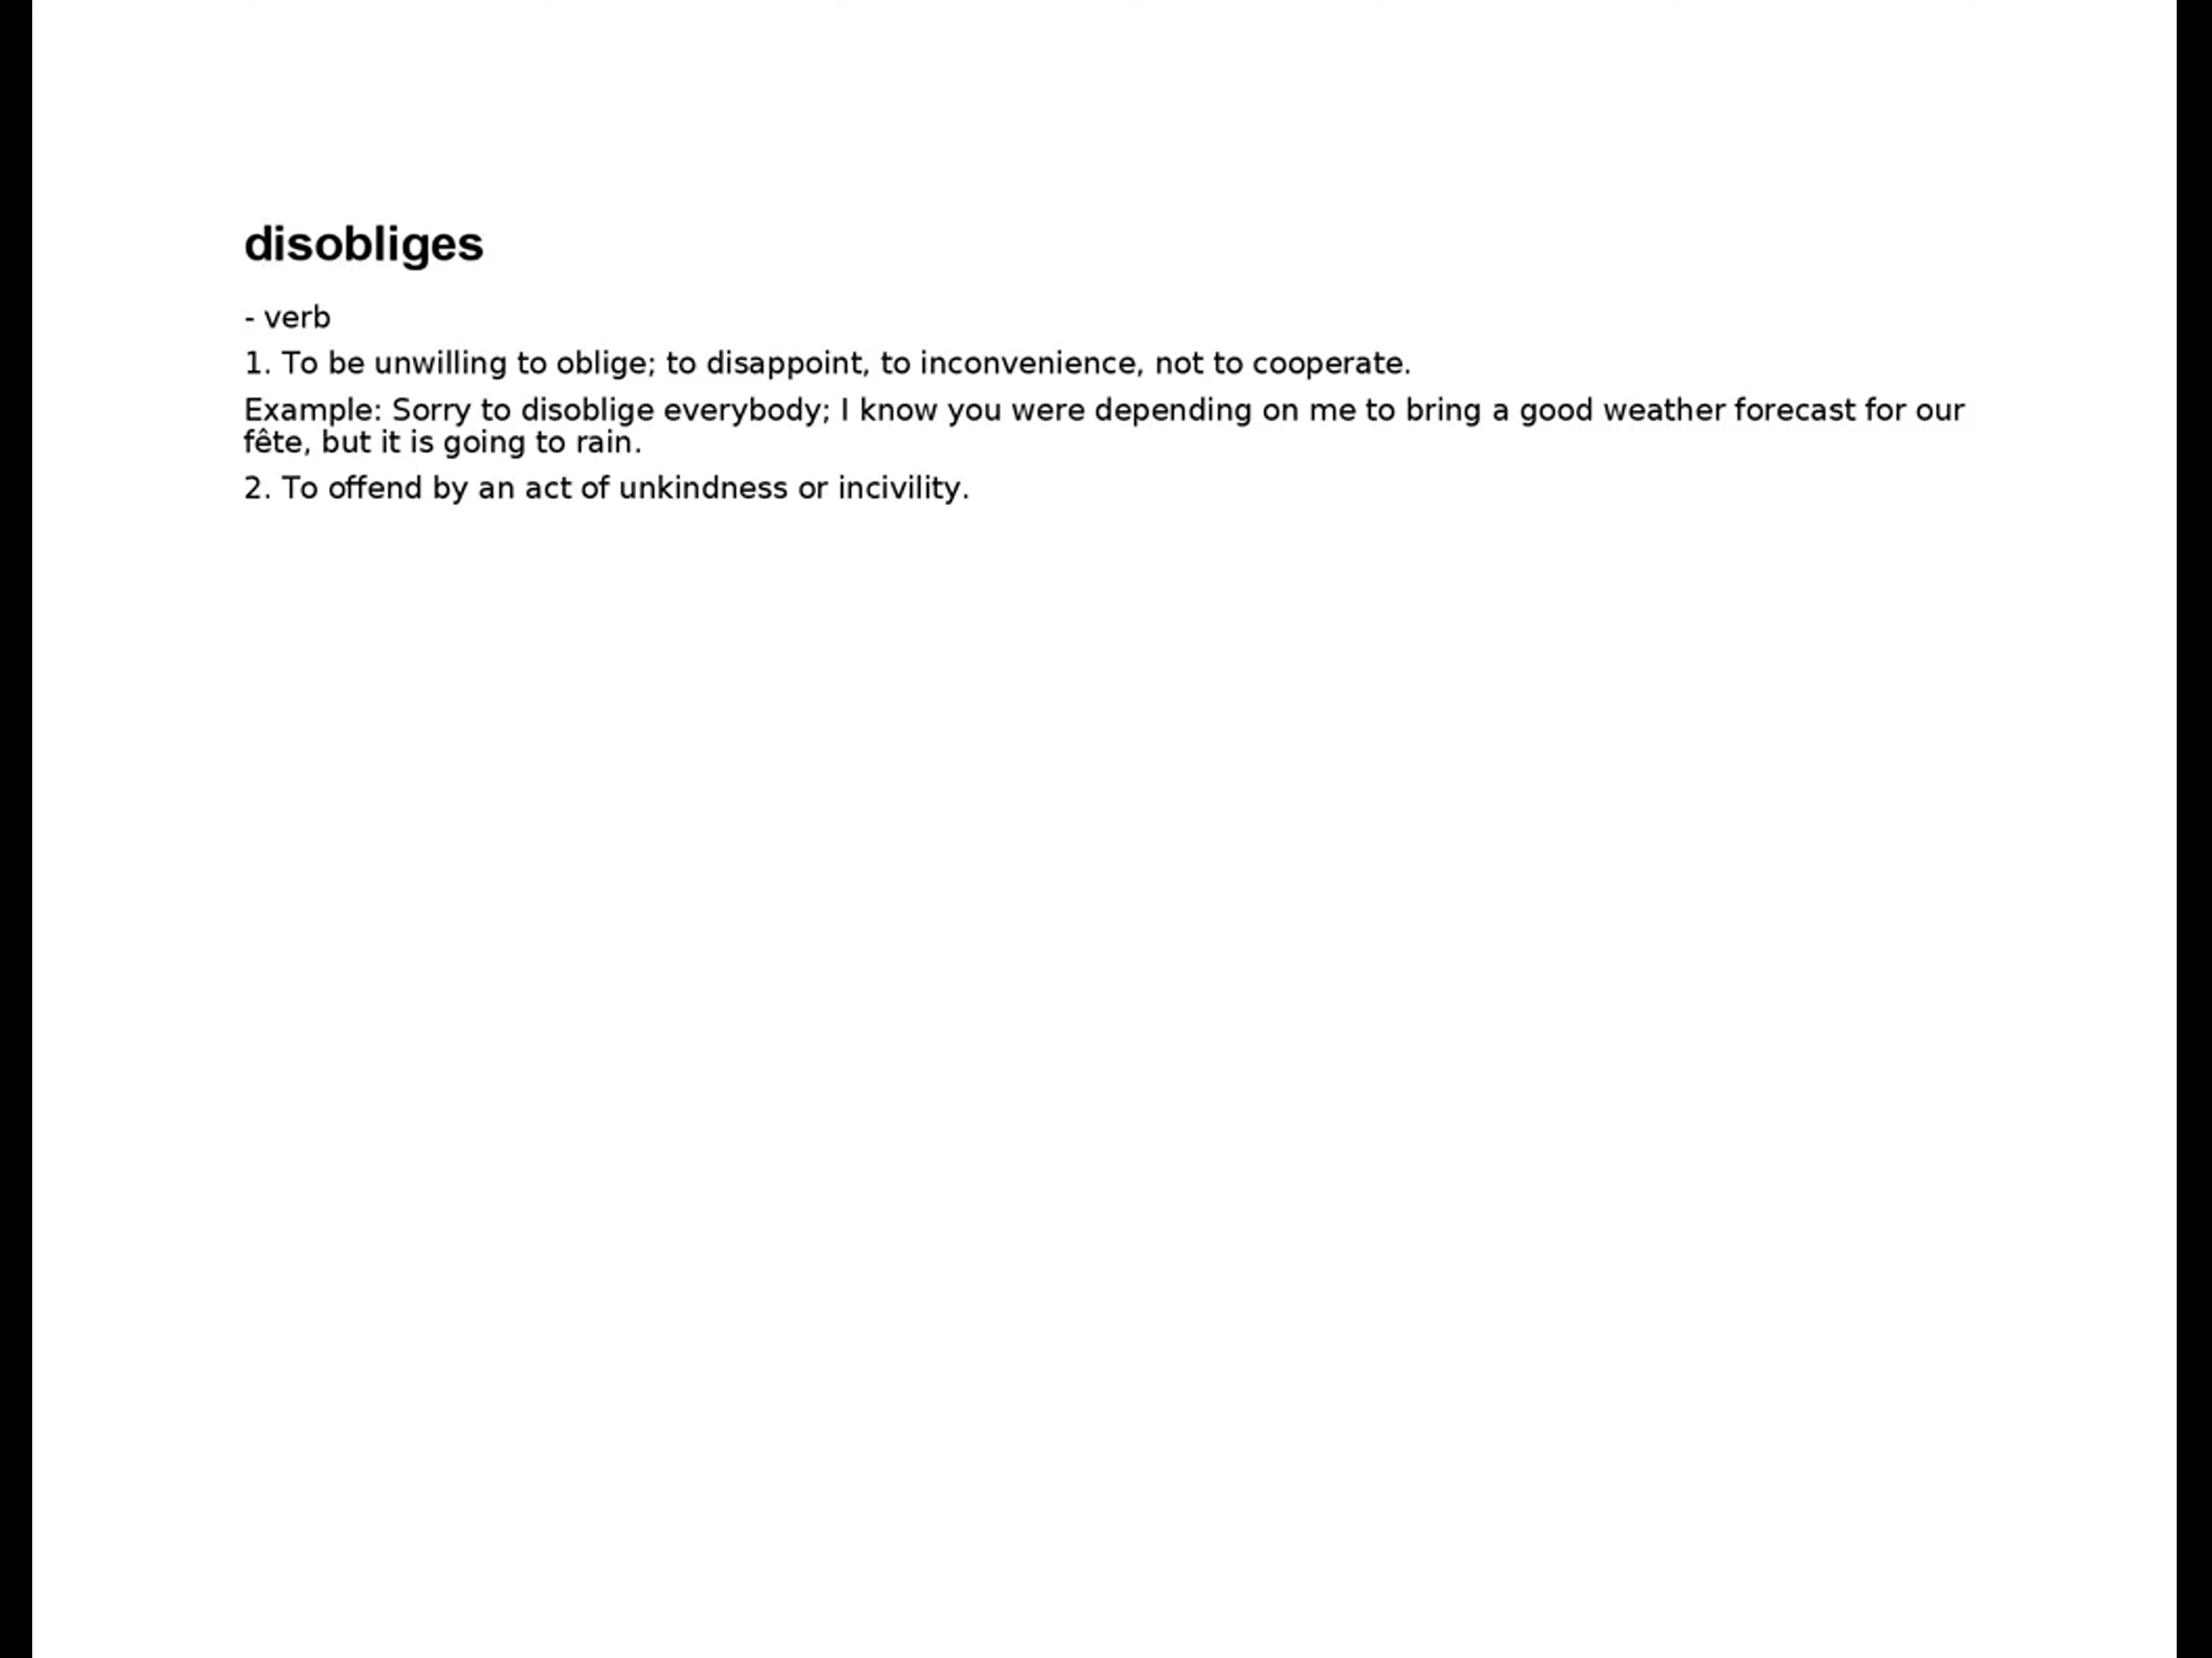 disobliges
- verb
1. To be unwilling to oblige; to disappoint, to inconvenience, not to cooperate.
Example: Sorry to disoblige everybody; I know you were depending on me to bring a good weather forecast for our
fête, but it is going to rain.
2. To offend by an act of unkindness or incivility.